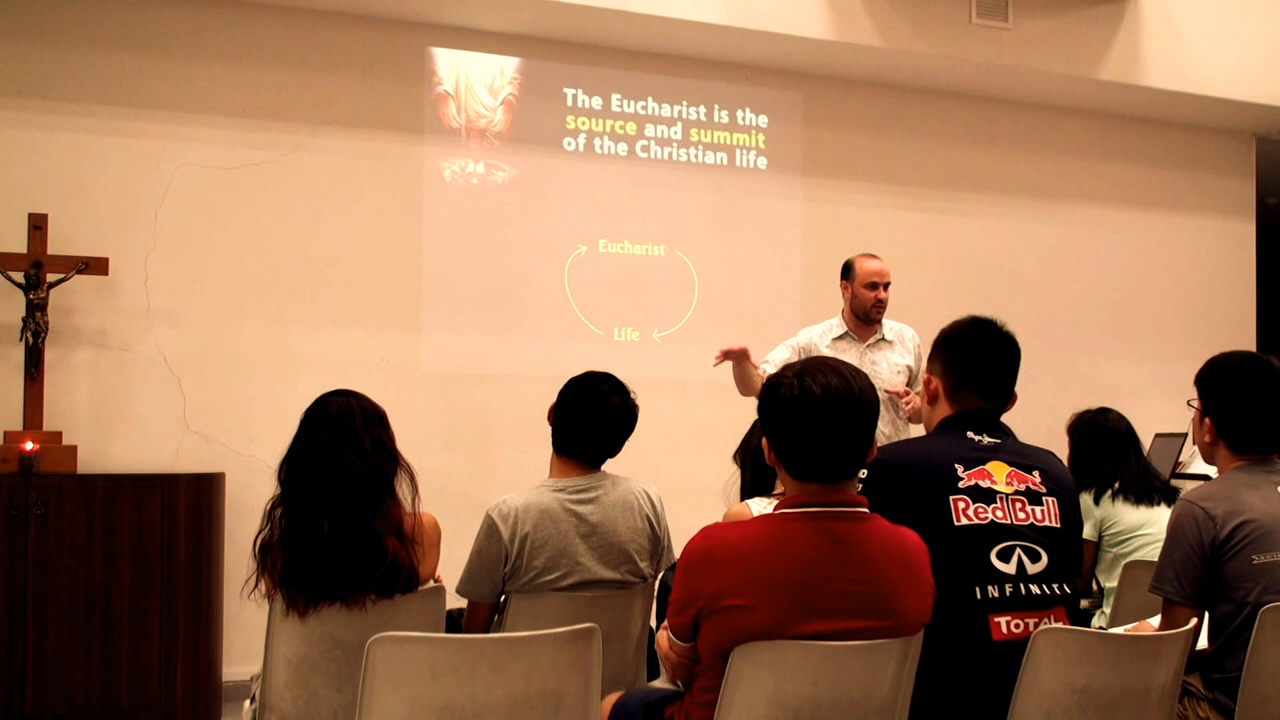 The Eucharist is the
source and summit
of the Christian life
Eucharist
Life
Red Bull
INFINITI
TOTAL